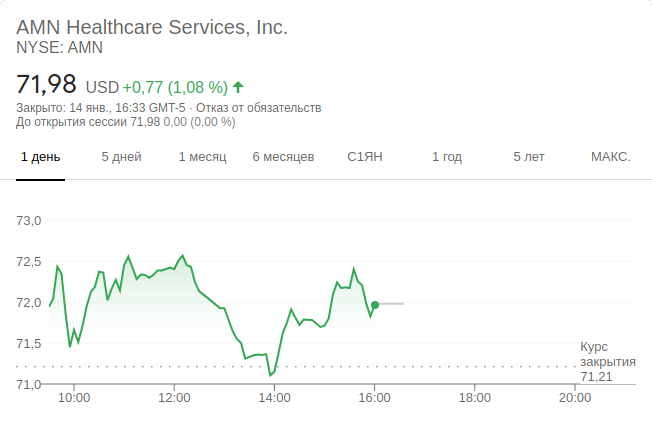 AMN Healthcare Services, Inc.
NYSE: AMN
71,98 USD +0,77 (1,08 %)
Закрыто: 14 янв., 16:33 GMT-5 · Отказ от обязательств
До открытия сессии 71,98 0,00 (0,00 %)
1 день 5 дней 1 месяц 6 месяцев С1ЯН 1 год 5 лет МАКС.
73,0
72,5
72,0
71,5
Курс
закрытия
71,21
71,0
10:00 12:00 14:00 16:00 18:00 20:00